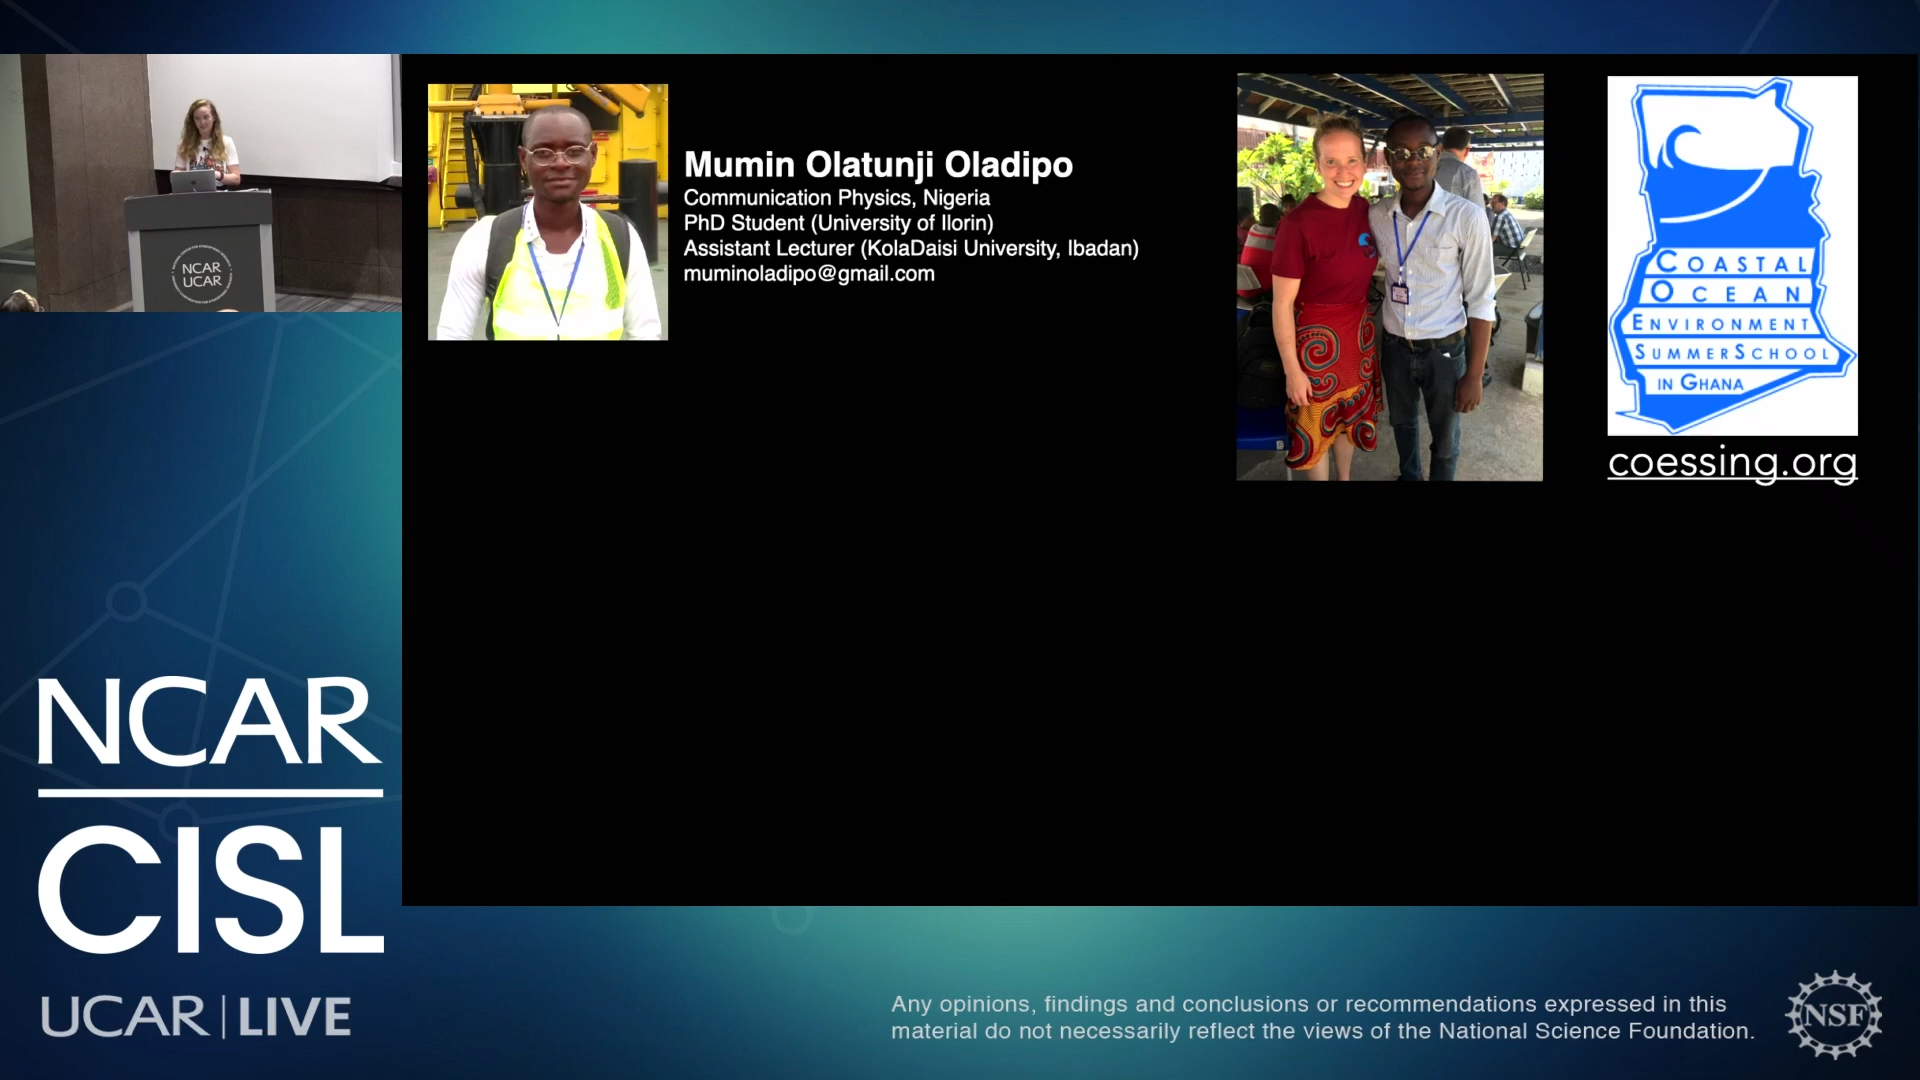 NCAR
UCAR
Mumin Olatunji Oladipo
Communication Physics, Nigeria
PhD Student (University of Ilorin)
Assistant Lecturer (KolaDaisi University, Ibadan)
muminoladipo@gmail.com
COASTAL
OCEAN
ENVIRONMENT
SUMMERSCHOOL
IN GHANA
coessing.org
NCAR
CISL
UCAR | LIVE
Any opinions, findings and conclusions or recommendations expressed in this
material do not necessarily reflect the views of the National Science Foundation.
NSF